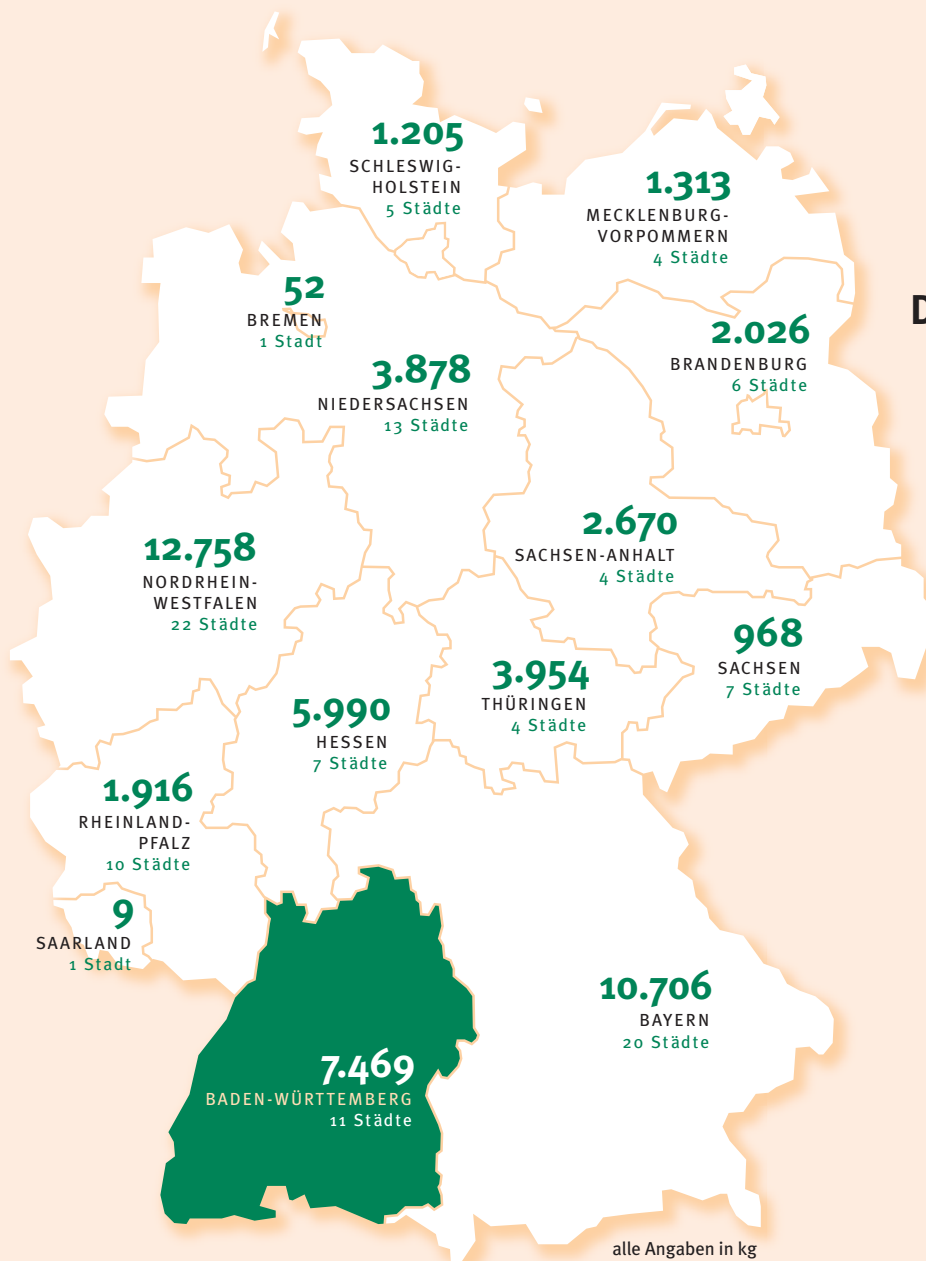 1.205
SCHLESWIG-
HOLSTEIN
5 Städte
1.313
MECKLENBURG-
VORPOMMERN
4 Städte
52
BREMEN
1 Stadt
D
2.026
BRANDENBURG
6 Städte
3.878
NIEDERSACHSEN
13 Städte
12.758
NORDRHEIN-
WESTFALEN
22 Städte
2.670
SACHSEN-ANHALT
4 Städte
968
SACHSEN
7 Städte
3.954
THÜRINGEN
4 Städte
5.990
HESSEN
7 Städte
1.916
RHEINLAND-
PFALZ
10 Städte
9
SAARLAND
1 Stadt
10.706
BAYERN
20 Städte
7.469
BADEN-WÜRTTEMBERG
11 Städte
alle Angaben in kg